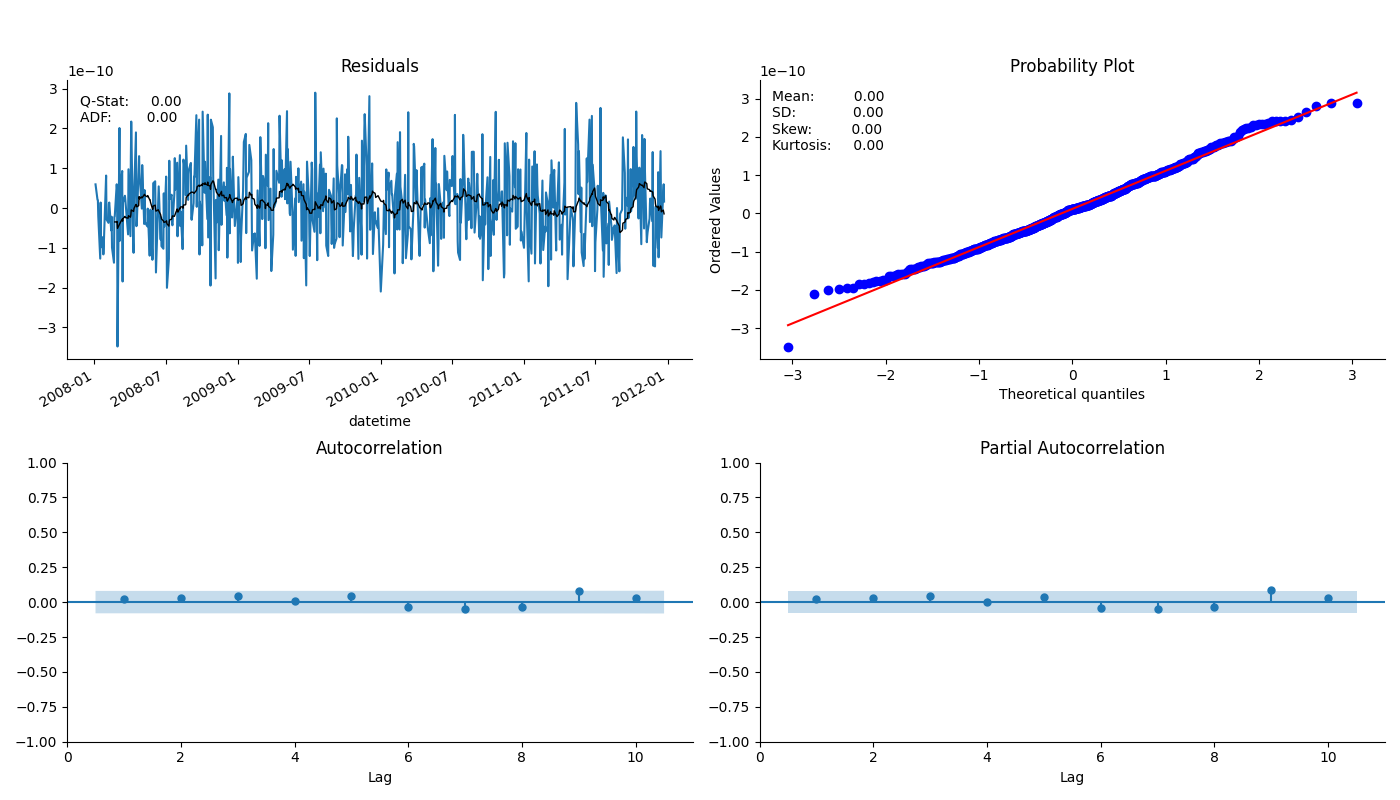 Residuals
1e−10
Q-Stat: 0.00
ADF: 0.00
3
2
1
0
−1
−2
−3
2008-01
2008-07
2009-01
2009-07
2010-01
2010-07
2011-01
2011-07
2012-01
datetime
Probability Plot
1e−10
Mean: 0.00
SD: 0.00
Skew: 0.00
Kurtosis: 0.00
Ordered Values
3
2
1
0
−1
−2
−3
−3 −2 −1 0 1 2 3
Theoretical quantiles
Autocorrelation
1.00
0.75
0.50
0.25
0.00
−0.25
−0.50
−0.75
−1.00
0 2 4 6 8 10
Lag
Partial Autocorrelation
1.00
0.75
0.50
0.25
0.00
−0.25
−0.50
−0.75
−1.00
0 2 4 6 8 10
Lag